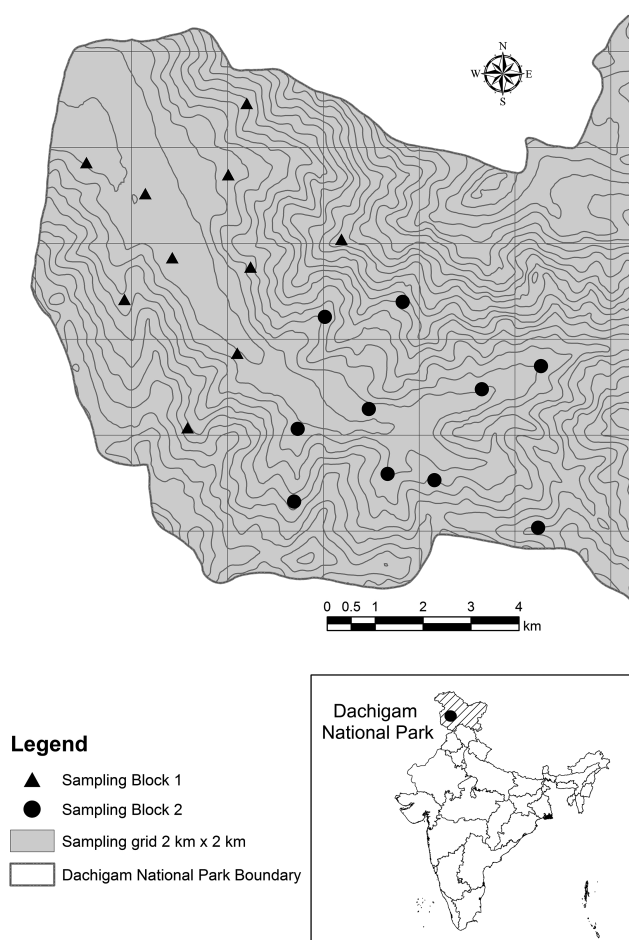 N
W E
S
0 0.5 1 2 3 4
km
Dachigam
National Park
Legend
Sampling Block 1
Sampling Block 2
Sampling grid 2 km x 2 km
Dachigam National Park Boundary